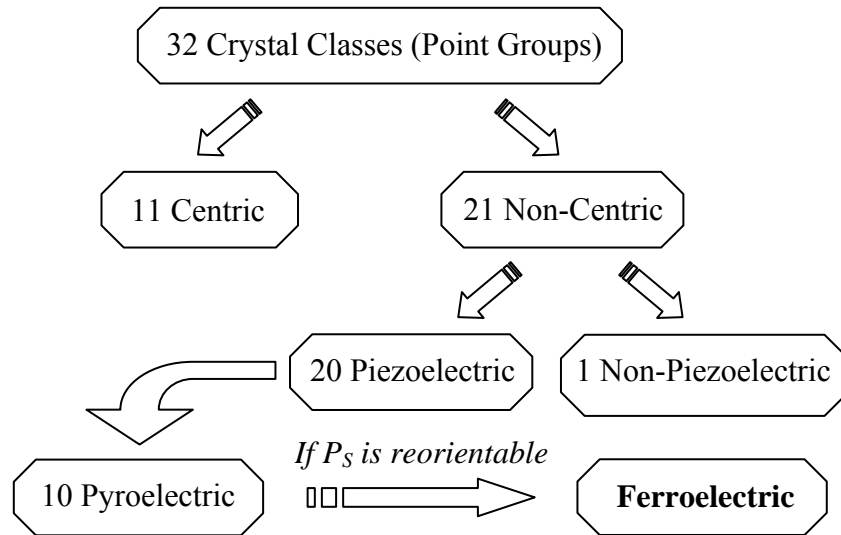 32 Crystal Classes (Point Groups)
11 Centric
21 Non-Centric
20 Piezoelectric
1 Non-Piezoelectric
If PS is reorientable
10 Pyroelectric
Ferroelectric